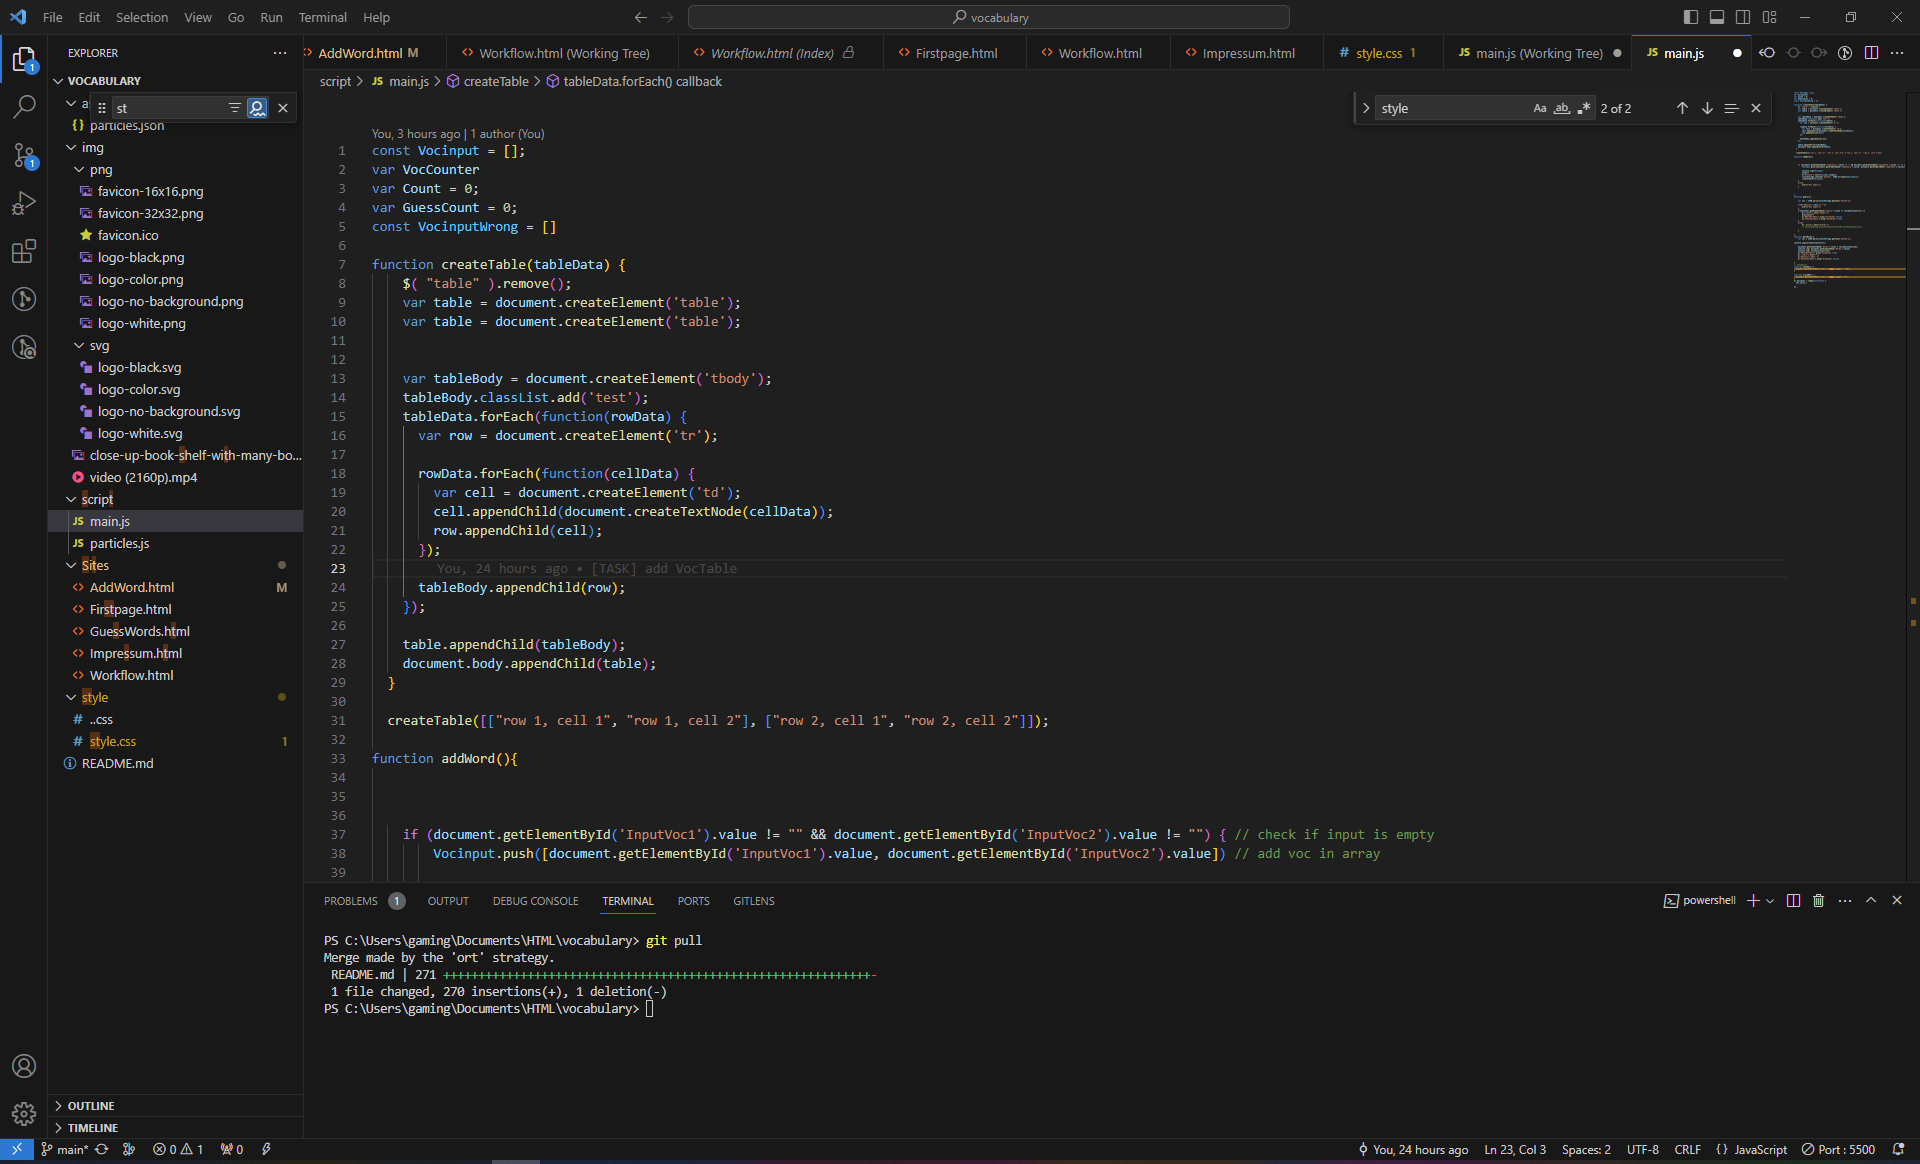 File Edit Selection View Go Run Terminal Help
vocabulary
EXPLORER
AddWord.html M
Workflow.html (Working Tree)
Workflow.html (Index)
Firstpage.html
Workflow.html
Impressum.html
style.css 1
main.js (Working Tree)
main.js
VOCABULARY
script > main.js > createTable > tableData.forEach() callback
st
style
2 of 2
particles.json
img
png
favicon-16x16.png
favicon-32x32.png
favicon.ico
logo-black.png
logo-color.png
logo-no-background.png
logo-white.png
svg
logo-black.svg
logo-color.svg
logo-no-background.svg
logo-white.svg
close-up-book-shelf-with-many-bo...
video (2160p).mp4
script
main.js
particles.js
Sites
AddWord.html M
Firstpage.html
GuessWords.html
Impressum.html
Workflow.html
style
..css
style.css 1
README.md
OUTLINE
TIMELINE
You, 3 hours ago | 1 author (You)
1 const Vocinput = [];
2 var VocCounter
3 var Count = 0;
4 var GuessCount = 0;
5 const VocinputWrong = []
6
7 function createTable(tableData) {
8 $( "table" ).remove();
9 var table = document.createElement('table');
10 var table = document.createElement('table');
11
12
13 var tableBody = document.createElement('tbody');
14 tableBody.classList.add('test');
15 tableData.forEach(function(rowData) {
16 var row = document.createElement('tr');
17
18 rowData.forEach(function(cellData) {
19 var cell = document.createElement('td');
20 cell.appendChild(document.createTextNode(cellData));
21 row.appendChild(cell);
22 });
23 You, 24 hours ago • [TASK] add VocTable
24 tableBody.appendChild(row);
25 });
26
27 table.appendChild(tableBody);
28 document.body.appendChild(table);
29 }
30
31 createTable([["row 1, cell 1", "row 1, cell 2"], ["row 2, cell 1", "row 2, cell 2"]]);
32
33 function addWord(){
34
35
36
37 if (document.getElementById('InputVoc1').value != "" && document.getElementById('InputVoc2').value != "") { // check if input is empty
38 Vocinput.push([document.getElementById('InputVoc1').value, document.getElementById('InputVoc2').value]) // add voc in array
39
PROBLEMS 1 OUTPUT DEBUG CONSOLE TERMINAL PORTS GITLENS
powershell
PS C:\Users\gaming\Documents\HTML\vocabulary> git pull
Merge made by the 'ort' strategy.
README.md | 271 ++++++++++++++++++++++++++++++++++++++++++++++++++++++++-
1 file changed, 270 insertions(+), 1 deletion(-)
PS C:\Users\gaming\Documents\HTML\vocabulary>
main* 0 1 0
You, 24 hours ago Ln 23, Col 3 Spaces: 2 UTF-8 CRLF {} JavaScript Port : 5500